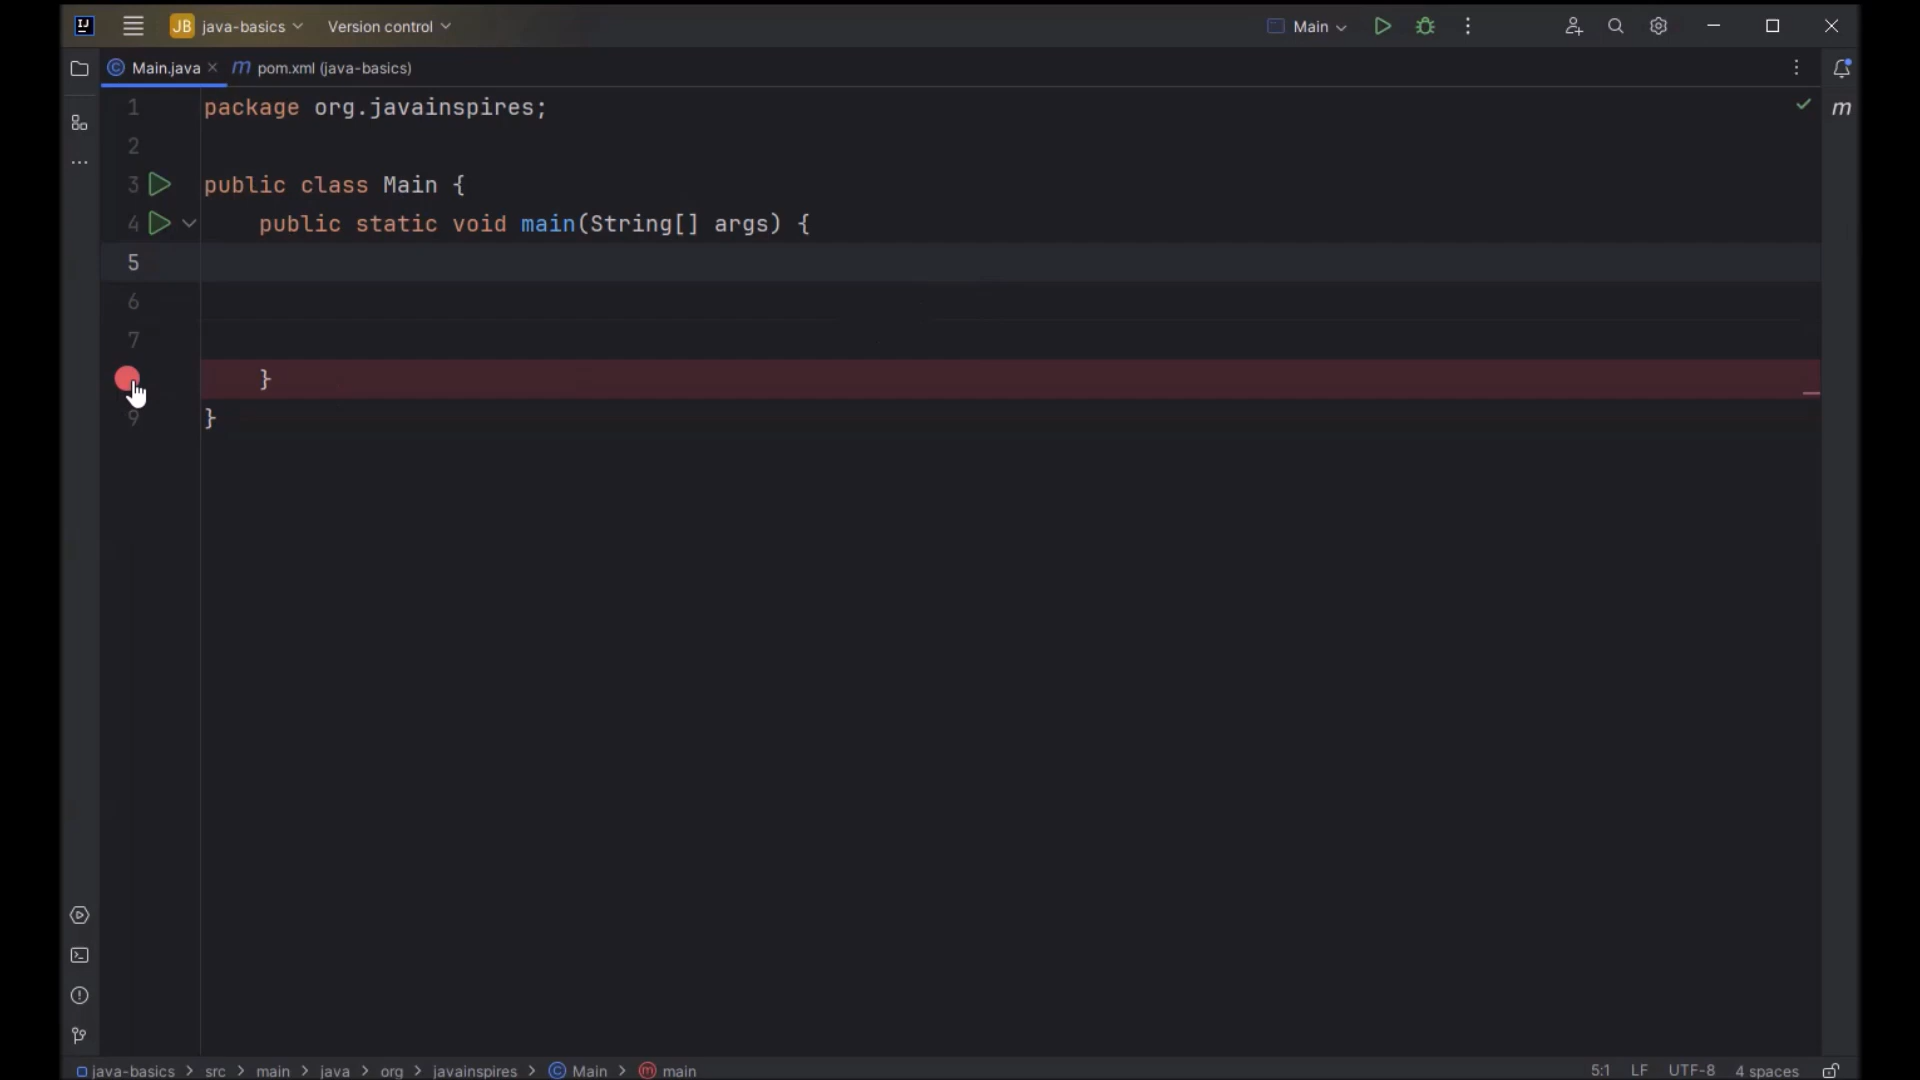 IJ JB java-basics Version control Main
Main.java m pom.xml (java-basics)
1 package org.javainspires;
2
3 public class Main {
4 public static void main(String[] args) {
5
6
7
}
9 }
m
java-basics > src > main > java > org > javainspires > C Main > m main 5:1 LF UTF-8 4 spaces